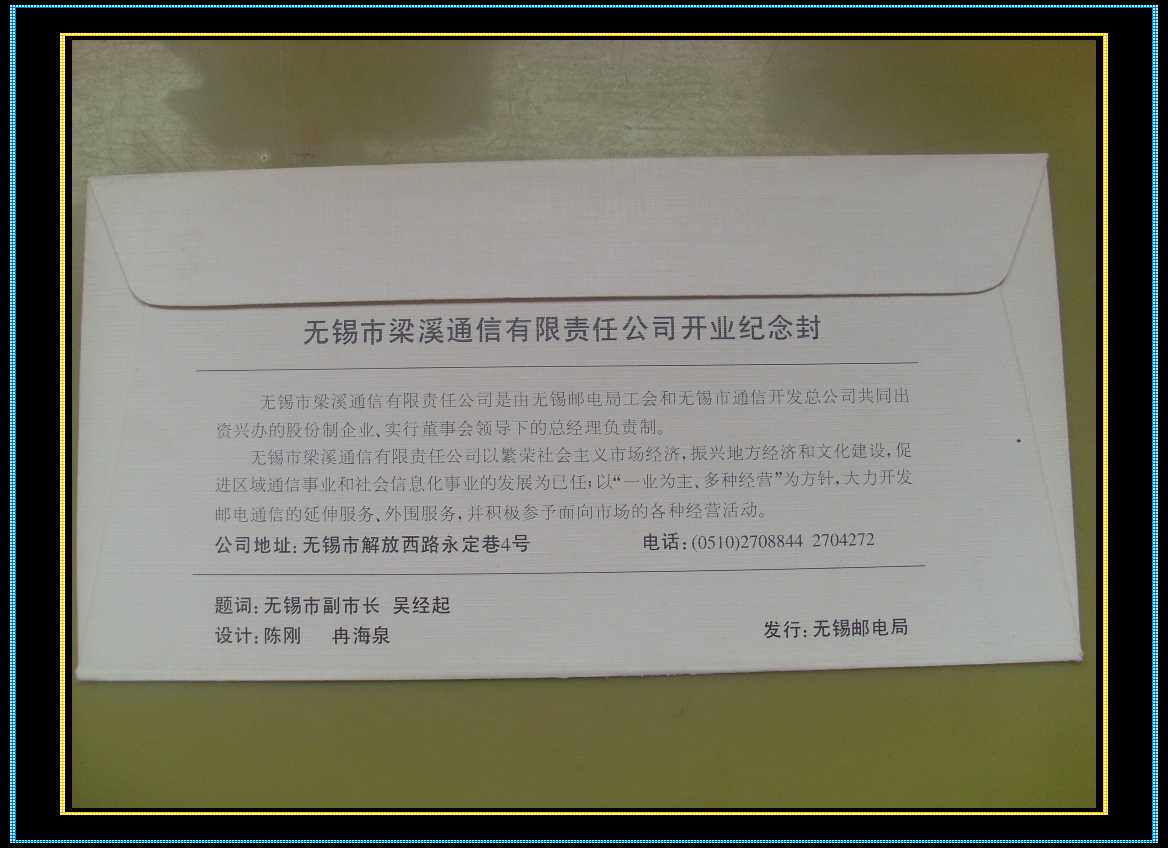 无锡市梁溪通信有限责任公司开业纪念封
无锡市梁溪通信有限责任公司是由无锡邮电局工会和无锡市通信开发总公司共同出
资兴办的股份制企业、实行董事会领导下的总经理负责制。
无锡市梁溪通信有限责任公司以繁荣社会主义市场经济,振兴地方经济和文化建设,促
进区域通信事业和社会信息化事业的发展为已任;以“一业为主、多种经营”为方针,大力开发
邮电通信的延伸服务、外围服务,并积极参予面向市场的各种经营活动。
公司地址:无锡市解放西路永定巷4号 电话:(0510)2708844 2704272
题词:无锡市副市长 吴经起
设计:陈刚 冉海泉 发行:无锡邮电局